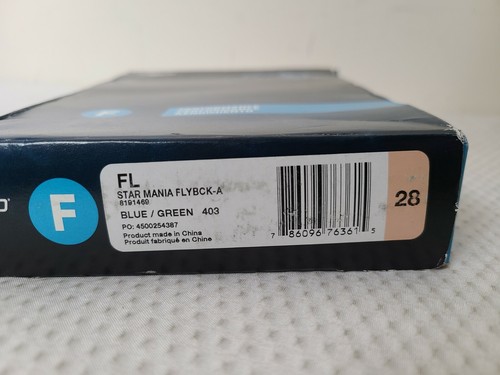 F
FL
STAR MANIA FLYBCK-A
8191469
BLUE / GREEN 403
PO: 4500254387
Product made in China
Produit fabriqué en Chine
7 86096 76361 5
28
F